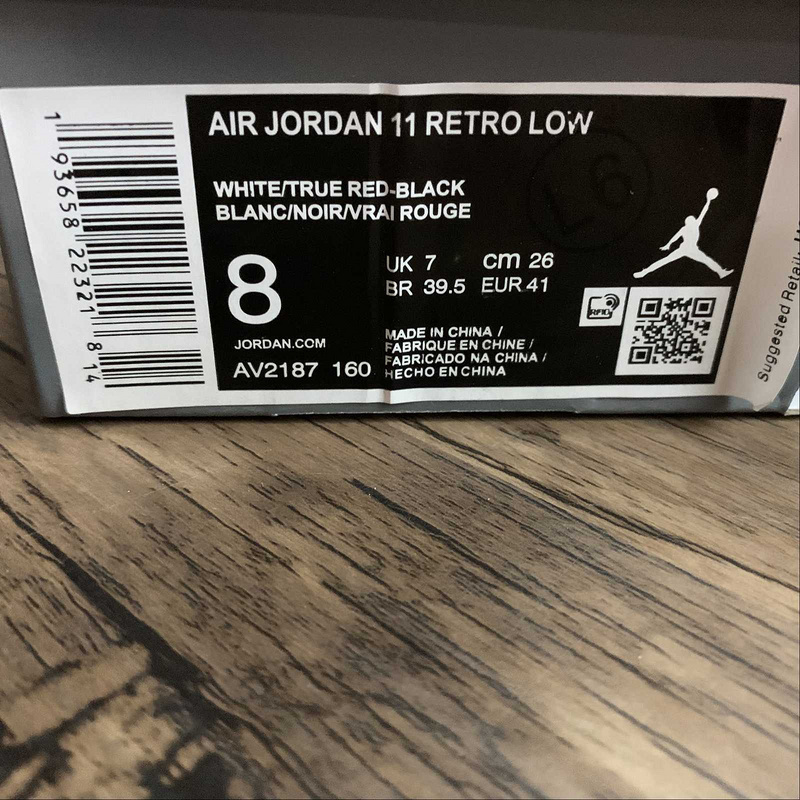 AIR JORDAN 11 RETRO LOW
L6
WHITE/TRUE RED-BLACK
BLANC/NOIR/VRAI ROUGE
8
UK 7 cm 26
BR 39.5 EUR 41
JORDAN.COM
AV2187 160
MADE IN CHINA /
FABRIQUE EN CHINE /
FABRICADO NA CHINA /
HECHO EN CHINA
RFID
1 93658 22321 8 14
Suggested Retail: